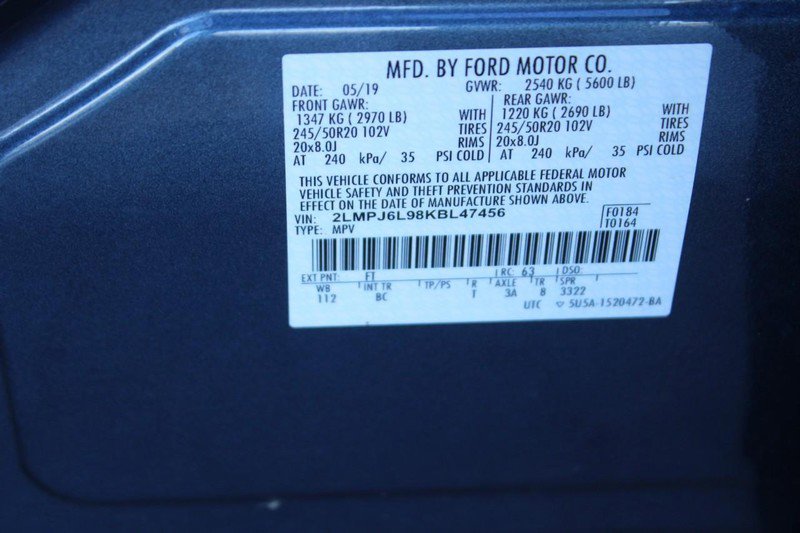 MFD. BY FORD MOTOR CO.
DATE: 05/19 GVWR: 2540 KG ( 5600 LB)
FRONT GAWR: REAR GAWR:
1347 KG ( 2970 LB) WITH 1220 KG ( 2690 LB) WITH
245/50R20 102V TIRES 245/50R20 102V TIRES
20x8.0J RIMS 20x8.0J RIMS
AT 240 kPa/ 35 PSI COLD AT 240 kPa/ 35 PSI COLD
THIS VEHICLE CONFORMS TO ALL APPLICABLE FEDERAL MOTOR
VEHICLE SAFETY AND THEFT PREVENTION STANDARDS IN
EFFECT ON THE DATE OF MANUFACTURE SHOWN ABOVE.
VIN: 2LMPJ6L98KBL47456 F0184
TYPE: MPV T0164
EXT PNT: FT RC: 63 DSO:
WB INT TR TP/PS R AXLE TR SPR
112 BC T 3A 8 3322
UTC 5U5A-1520472-BA